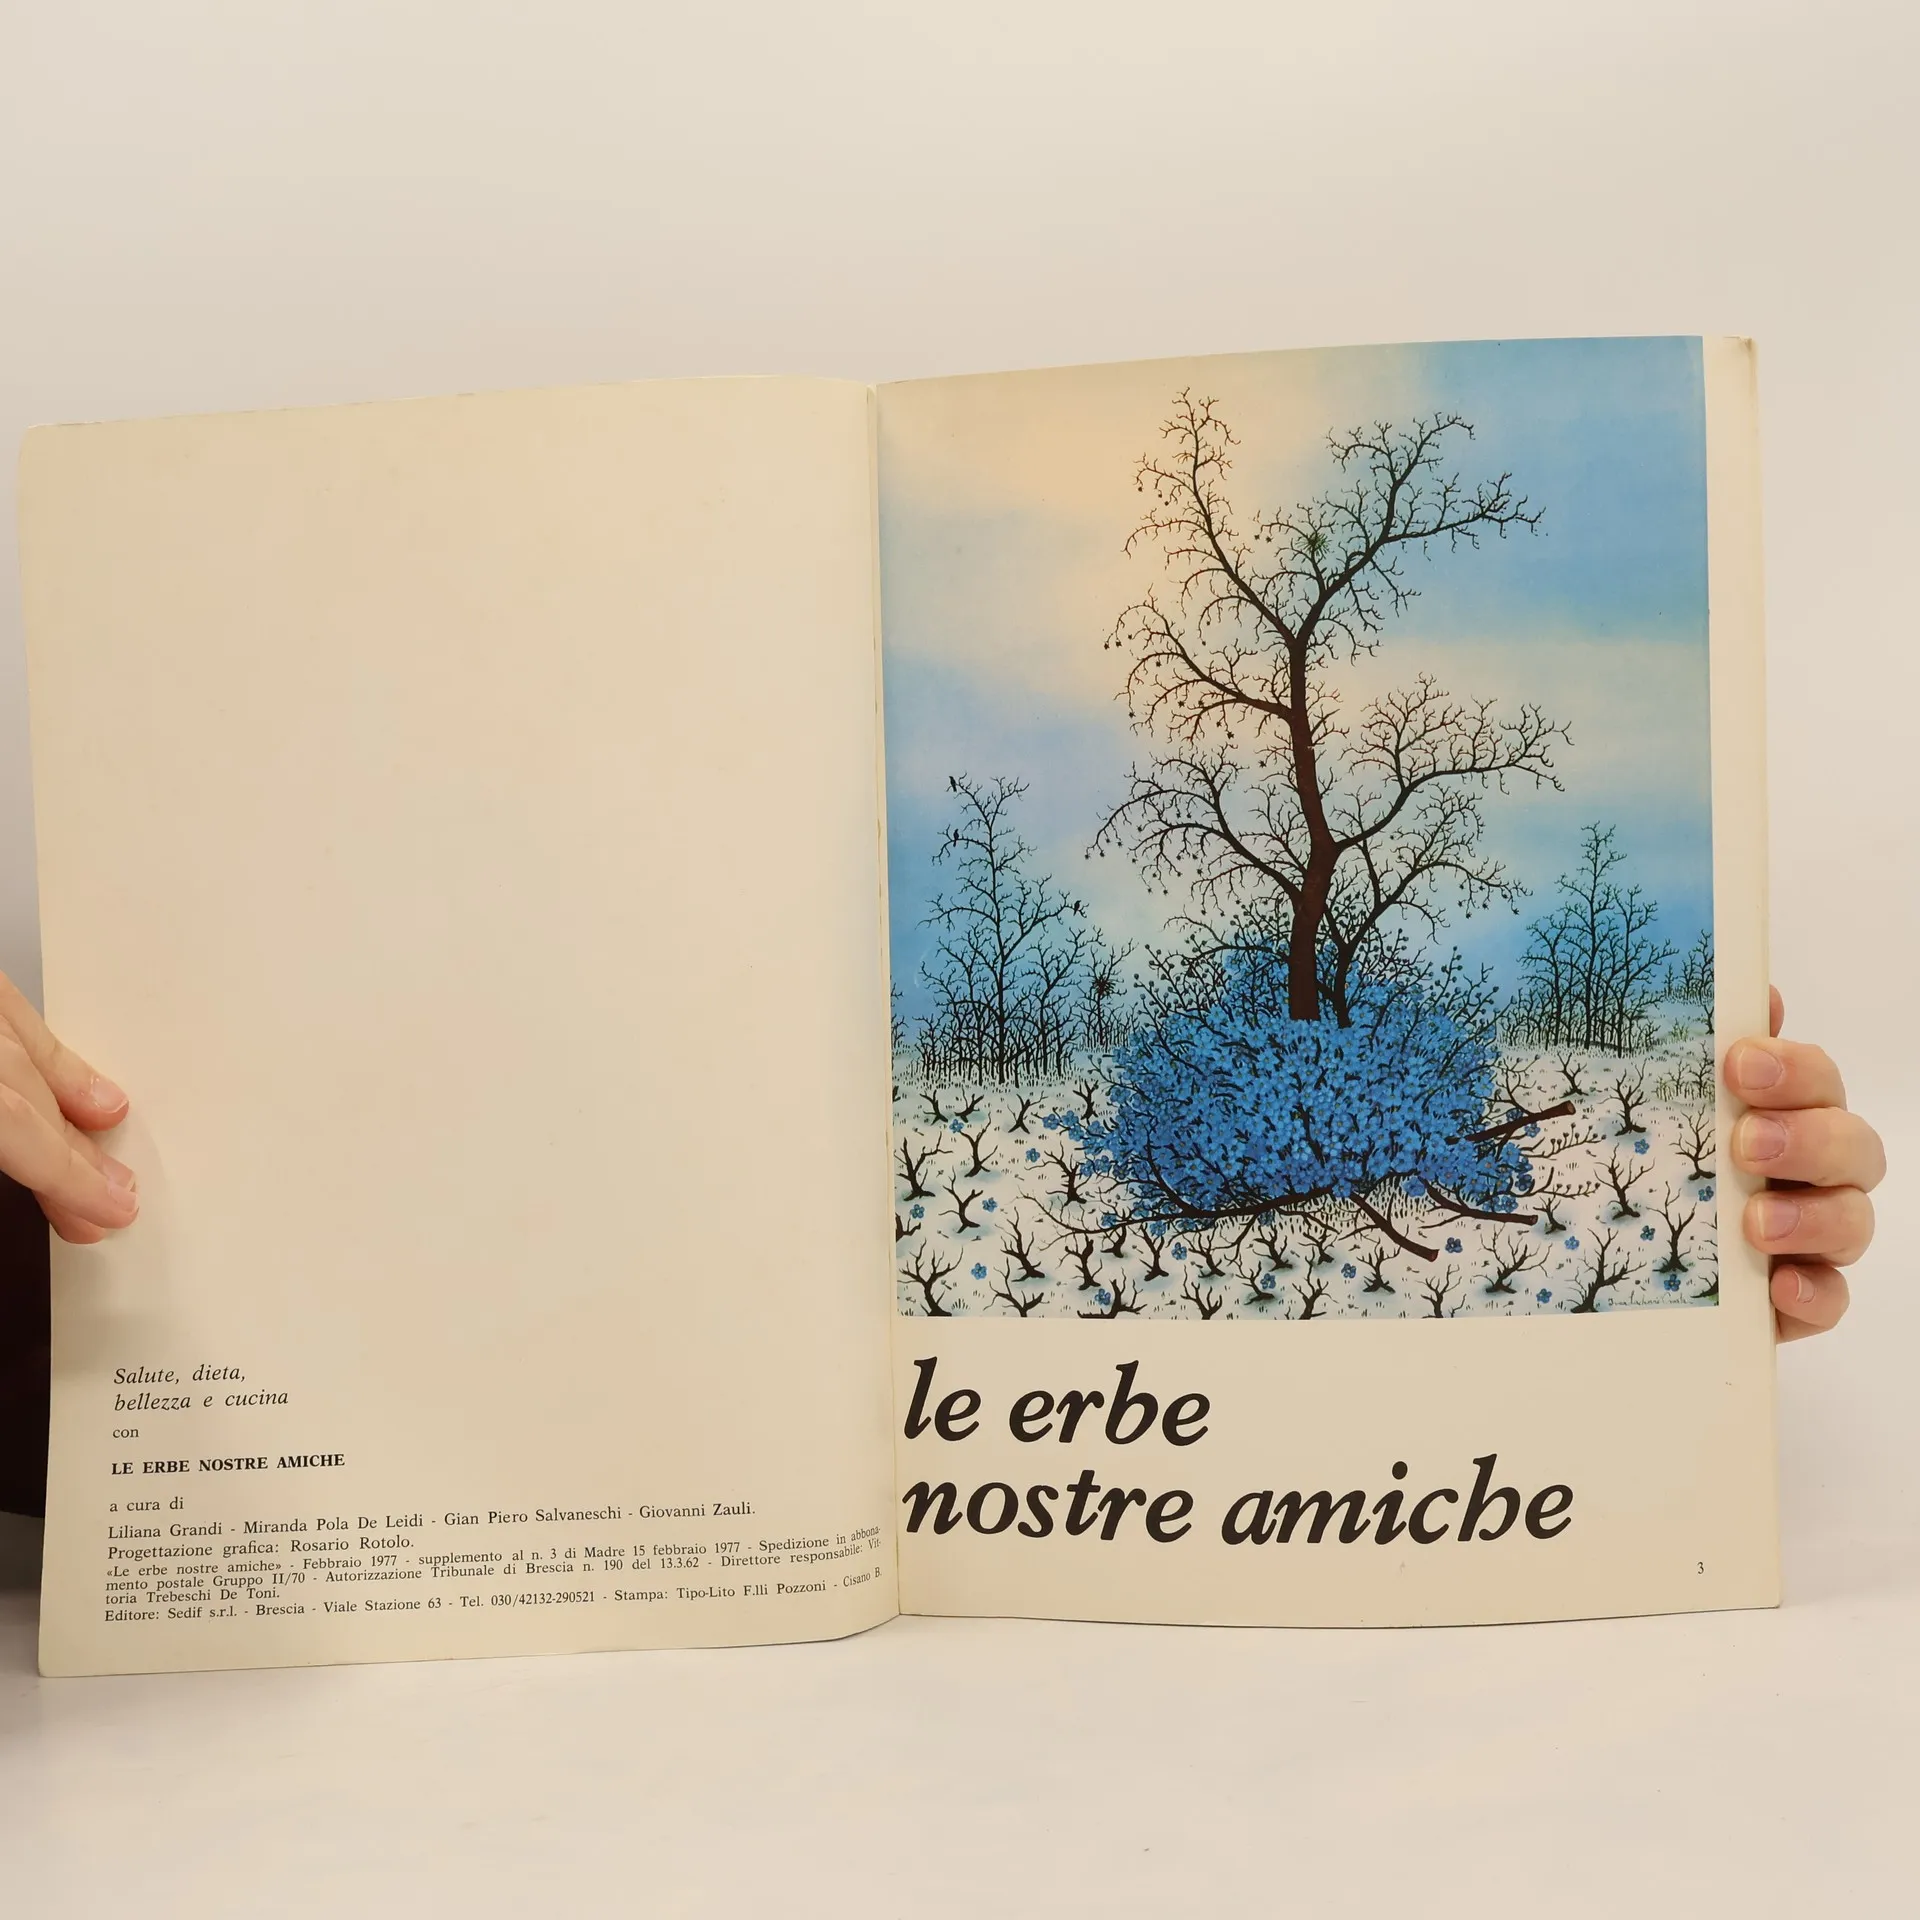 Salute, dieta,
bellezza e cucina
con
LE ERBE NOSTRE AMICHE
a cura di
Liliana Grandi - Miranda Pola De Leidi - Gian Piero Salvaneschi - Giovanni Zauli.
Progettazione grafica: Rosario Rotolo.
«Le erbe nostre amiche» - Febbraio 1977 - supplemento al n. 3 di Madre 15 febbraio 1977 - Spedizione in abbona-
mento postale Gruppo II/70 - Autorizzazione Tribunale di Brescia n. 190 del 13.3.62 - Direttore responsabile: Vit-
toria Trebeschi De Toni.
Editore: Sedif s.r.l. - Brescia - Viale Stazione 63 - Tel. 030/42132-290521 - Stampa: Tipo-Lito F.lli Pozzoni - Cisano B.
le erbe
nostre amiche
3